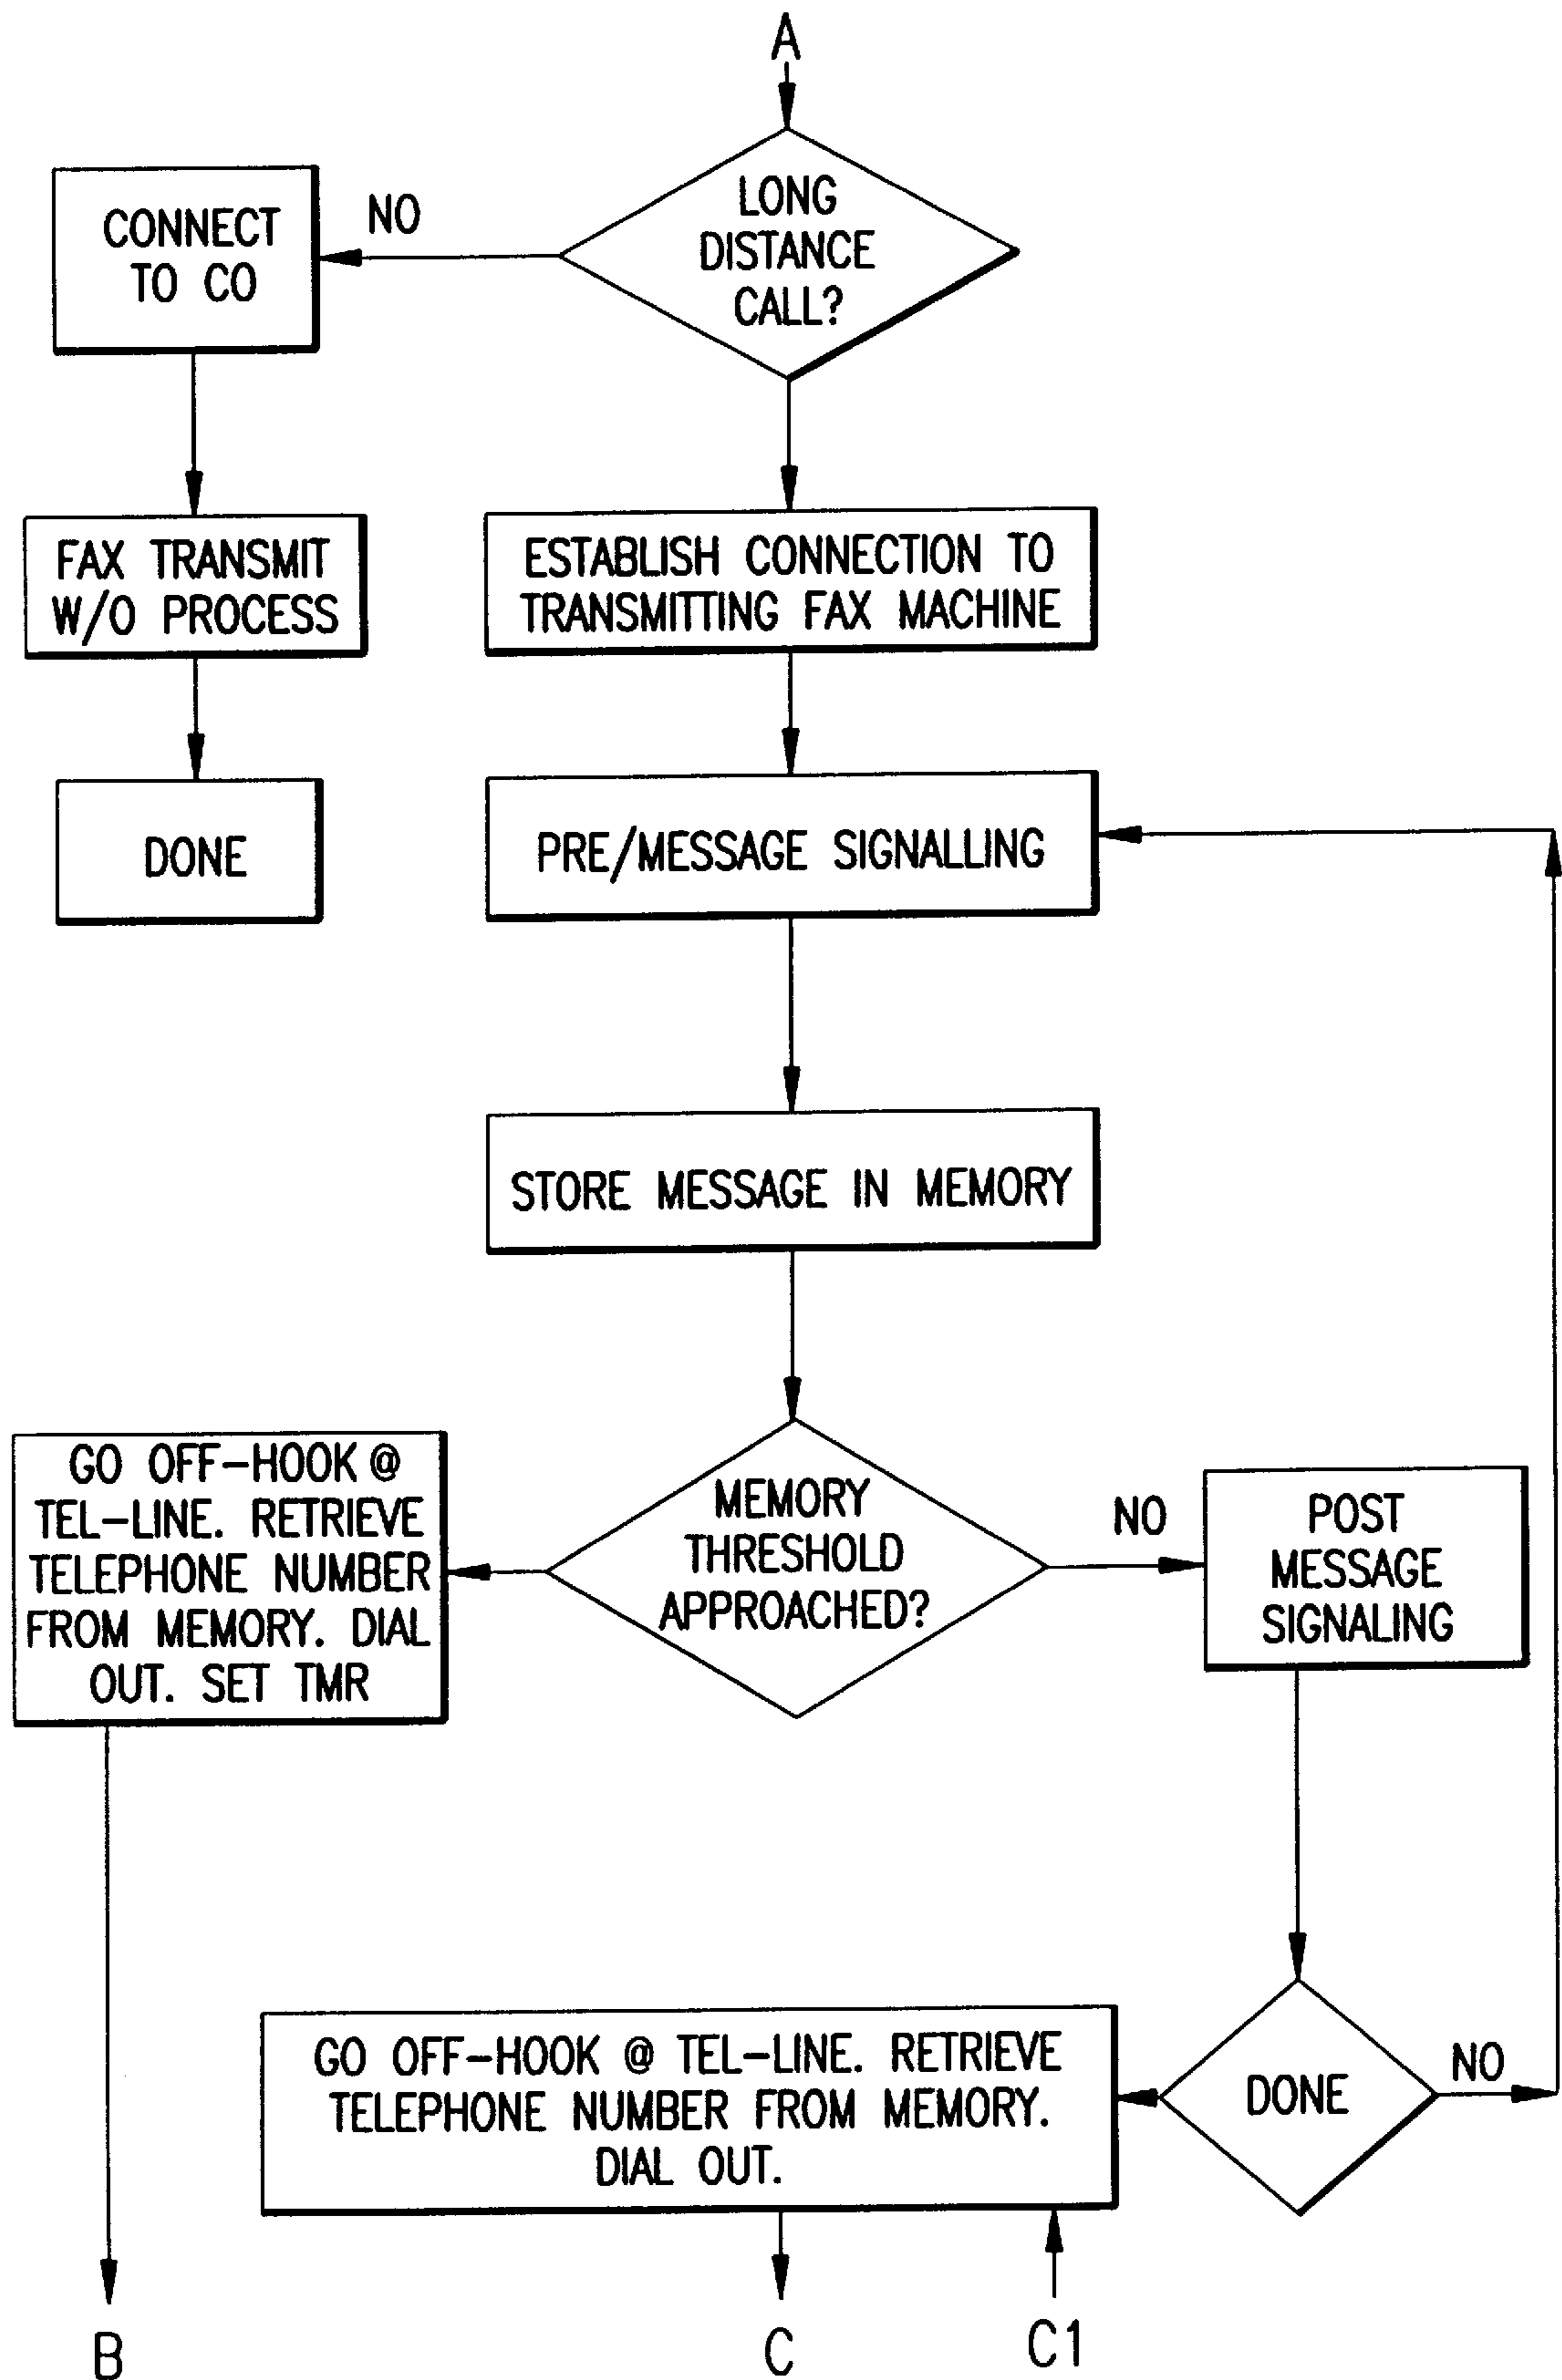 A
LONG
DISTANCE
CALL?
NO
CONNECT
TO CO
FAX TRANSMIT
W/O PROCESS
DONE
ESTABLISH CONNECTION TO
TRANSMITTING FAX MACHINE
PRE/MESSAGE SIGNALLING
STORE MESSAGE IN MEMORY
MEMORY
THRESHOLD
APPROACHED?
GO OFF-HOOK @
TEL-LINE. RETRIEVE
TELEPHONE NUMBER
FROM MEMORY. DIAL
OUT. SET TMR
NO
POST
MESSAGE
SIGNALING
DONE
NO
GO OFF-HOOK @ TEL-LINE. RETRIEVE
TELEPHONE NUMBER FROM MEMORY.
DIAL OUT.
B
C
C1